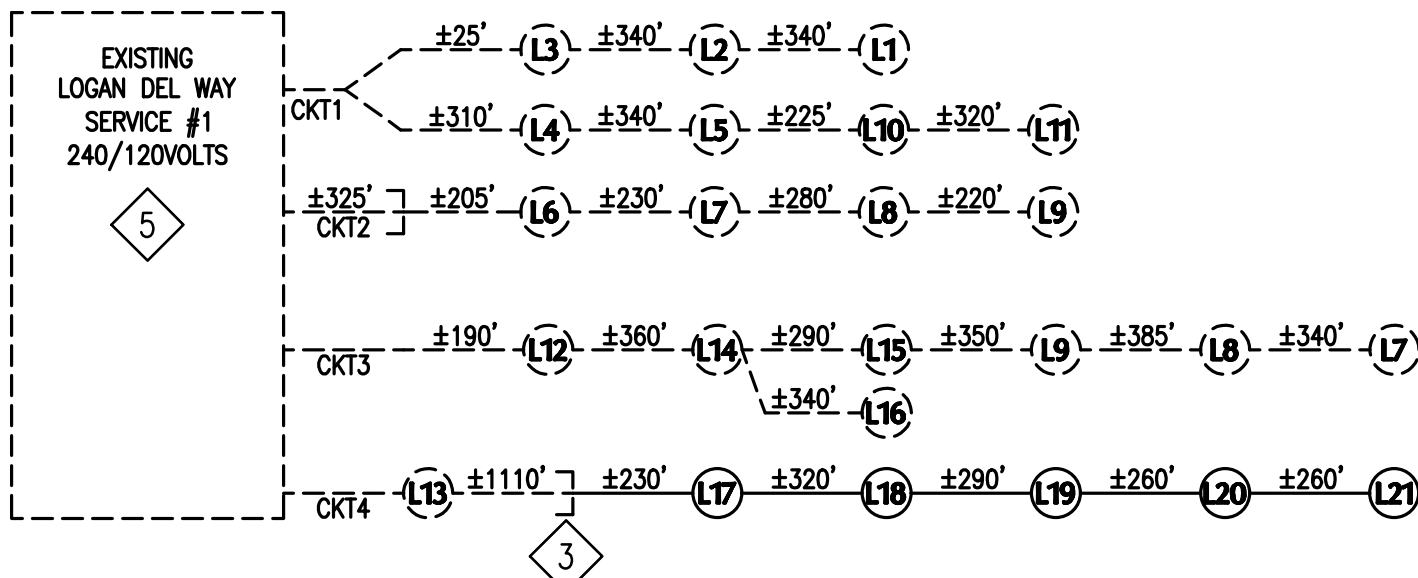 EXISTING
LOGAN DEL WAY
SERVICE #1
240/120VOLTS
5
CKT1
±25' L3 ±340' L2 ±340' L1
±310' L4 ±340' L5 ±225' L10 ±320' L11
±325' ±205' L6 ±230' L7 ±280' L8 ±220' L9
CKT2
±190' L12 ±360' L14 ±290' L15 ±350' L9 ±385' L8 ±340' L7
CKT3
±340' L16
L13 ±1110' ±230' L17 ±320' L18 ±290' L19 ±260' L20 ±260' L21
CKT4
3